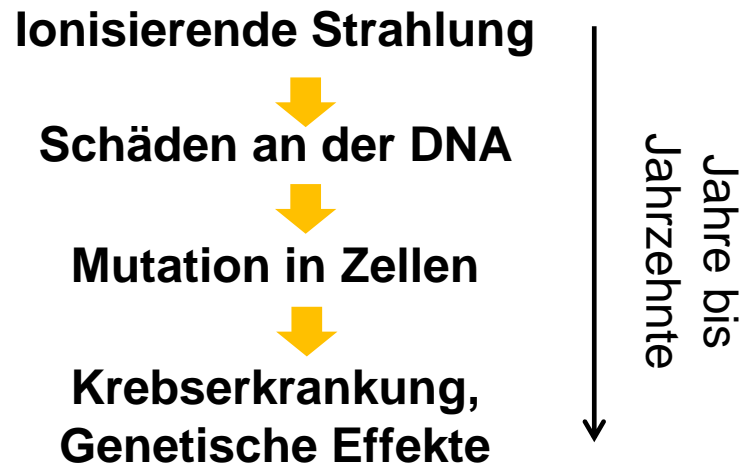 Ionisierende Strahlung
Schäden an der DNA
Mutation in Zellen
Krebserkrankung,
Genetische Effekte
Jahre bis
Jahrzehnte